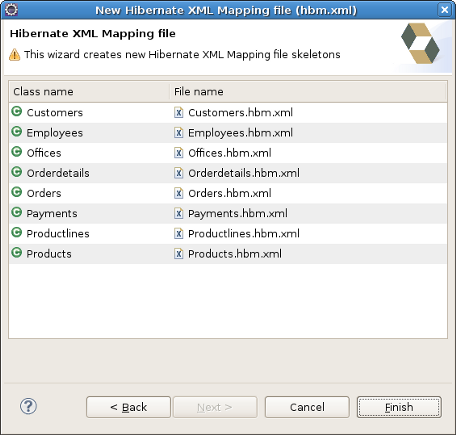 New Hibernate XML Mapping file (hbm.xml)
Hibernate XML Mapping file
This wizard creates new Hibernate XML Mapping file skeletons
Class name File name
Customers Customers.hbm.xml
Employees Employees.hbm.xml
Offices Offices.hbm.xml
Orderdetails Orderdetails.hbm.xml
Orders Orders.hbm.xml
Payments Payments.hbm.xml
Productlines Productlines.hbm.xml
Products Products.hbm.xml
? < Back Next > Cancel Finish